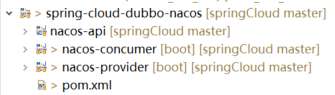 > spring-cloud-dubbo-nacos [springCloud master]
nacos-api [springCloud master]
> nacos-concumer [boot] [springCloud master]
> nacos-provider [boot] [springCloud master]
> pom.xml